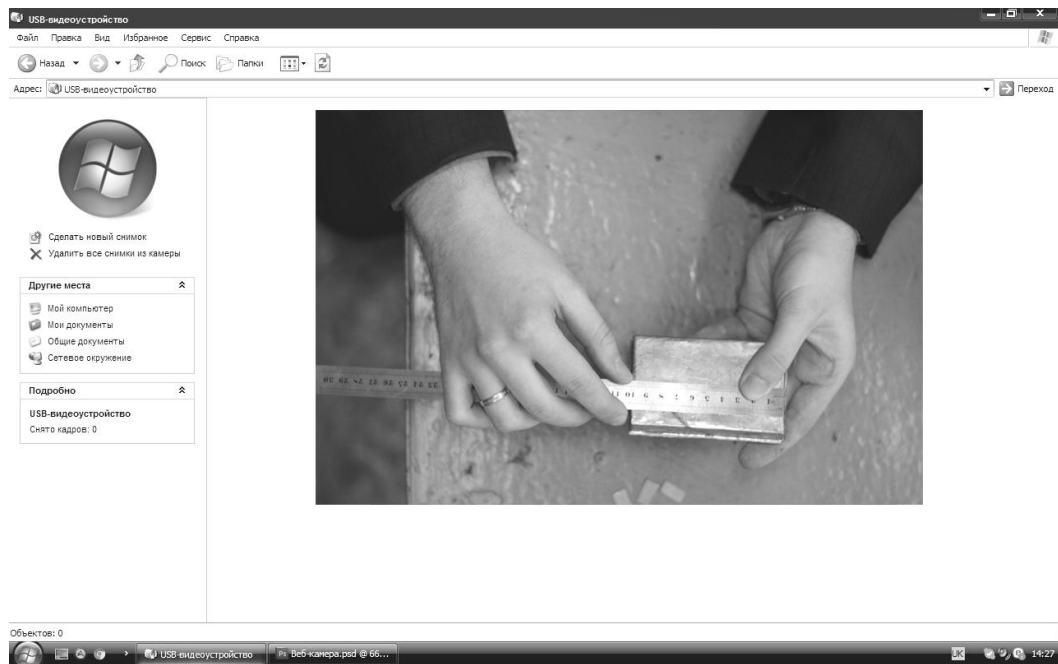 USB-видеоустройство
Файл Правка Вид Избранное Сервис Справка
Назад Поиск Папки
Адрес: USB-видеоустройство Переход
Сделать новый снимок
Удалить все снимки из камеры
Другие места
Мой компьютер
Мои документы
Общие документы
Сетевое окружение
Подробно
USB-видеоустройство
Снято кадров: 0
Объектов: 0
USB-видеоустройство Ps Веб-камера.psd @ 66... UK 14:27